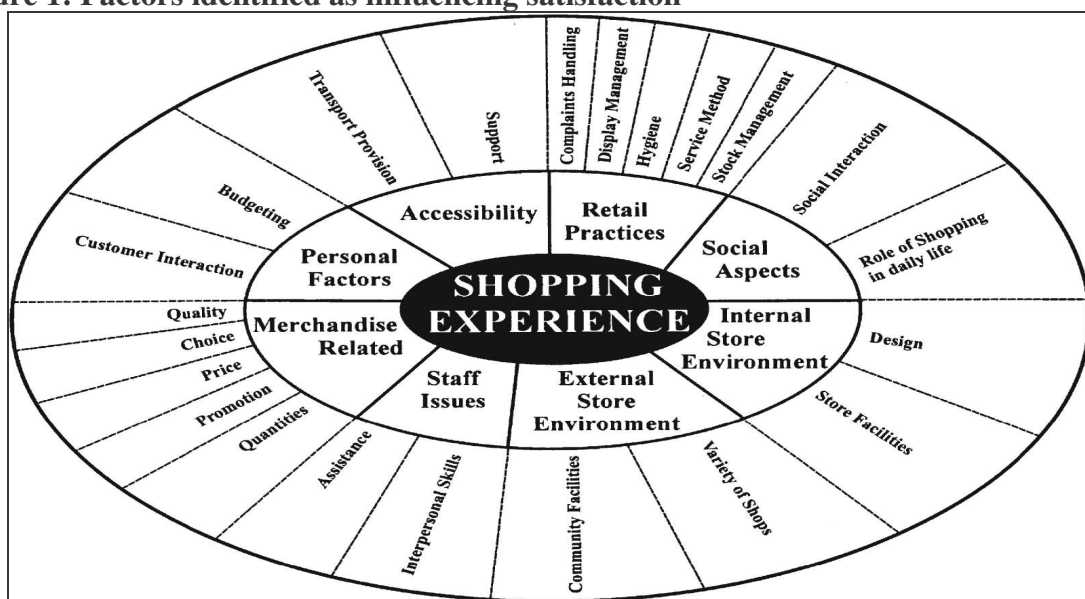 ure 1: Factors identified as influencing satisfaction
Transport Provision
Support
Complaints Handling
Display Management
Hygiene
Service Method
Stock Management
Social Interaction
Role of Shopping
in daily life
Budgeting
Customer Interaction
Accessibility
Retail
Practices
Personal
Factors
Social
Aspects
SHOPPING
EXPERIENCE
Merchandise
Related
Staff
Issues
External
Store
Environment
Internal
Store
Environment
Quality
Choice
Price
Promotion
Quantities
Assistance
Interpersonal Skills
Community Facilities
Variety of Shops
Store Facilities
Design